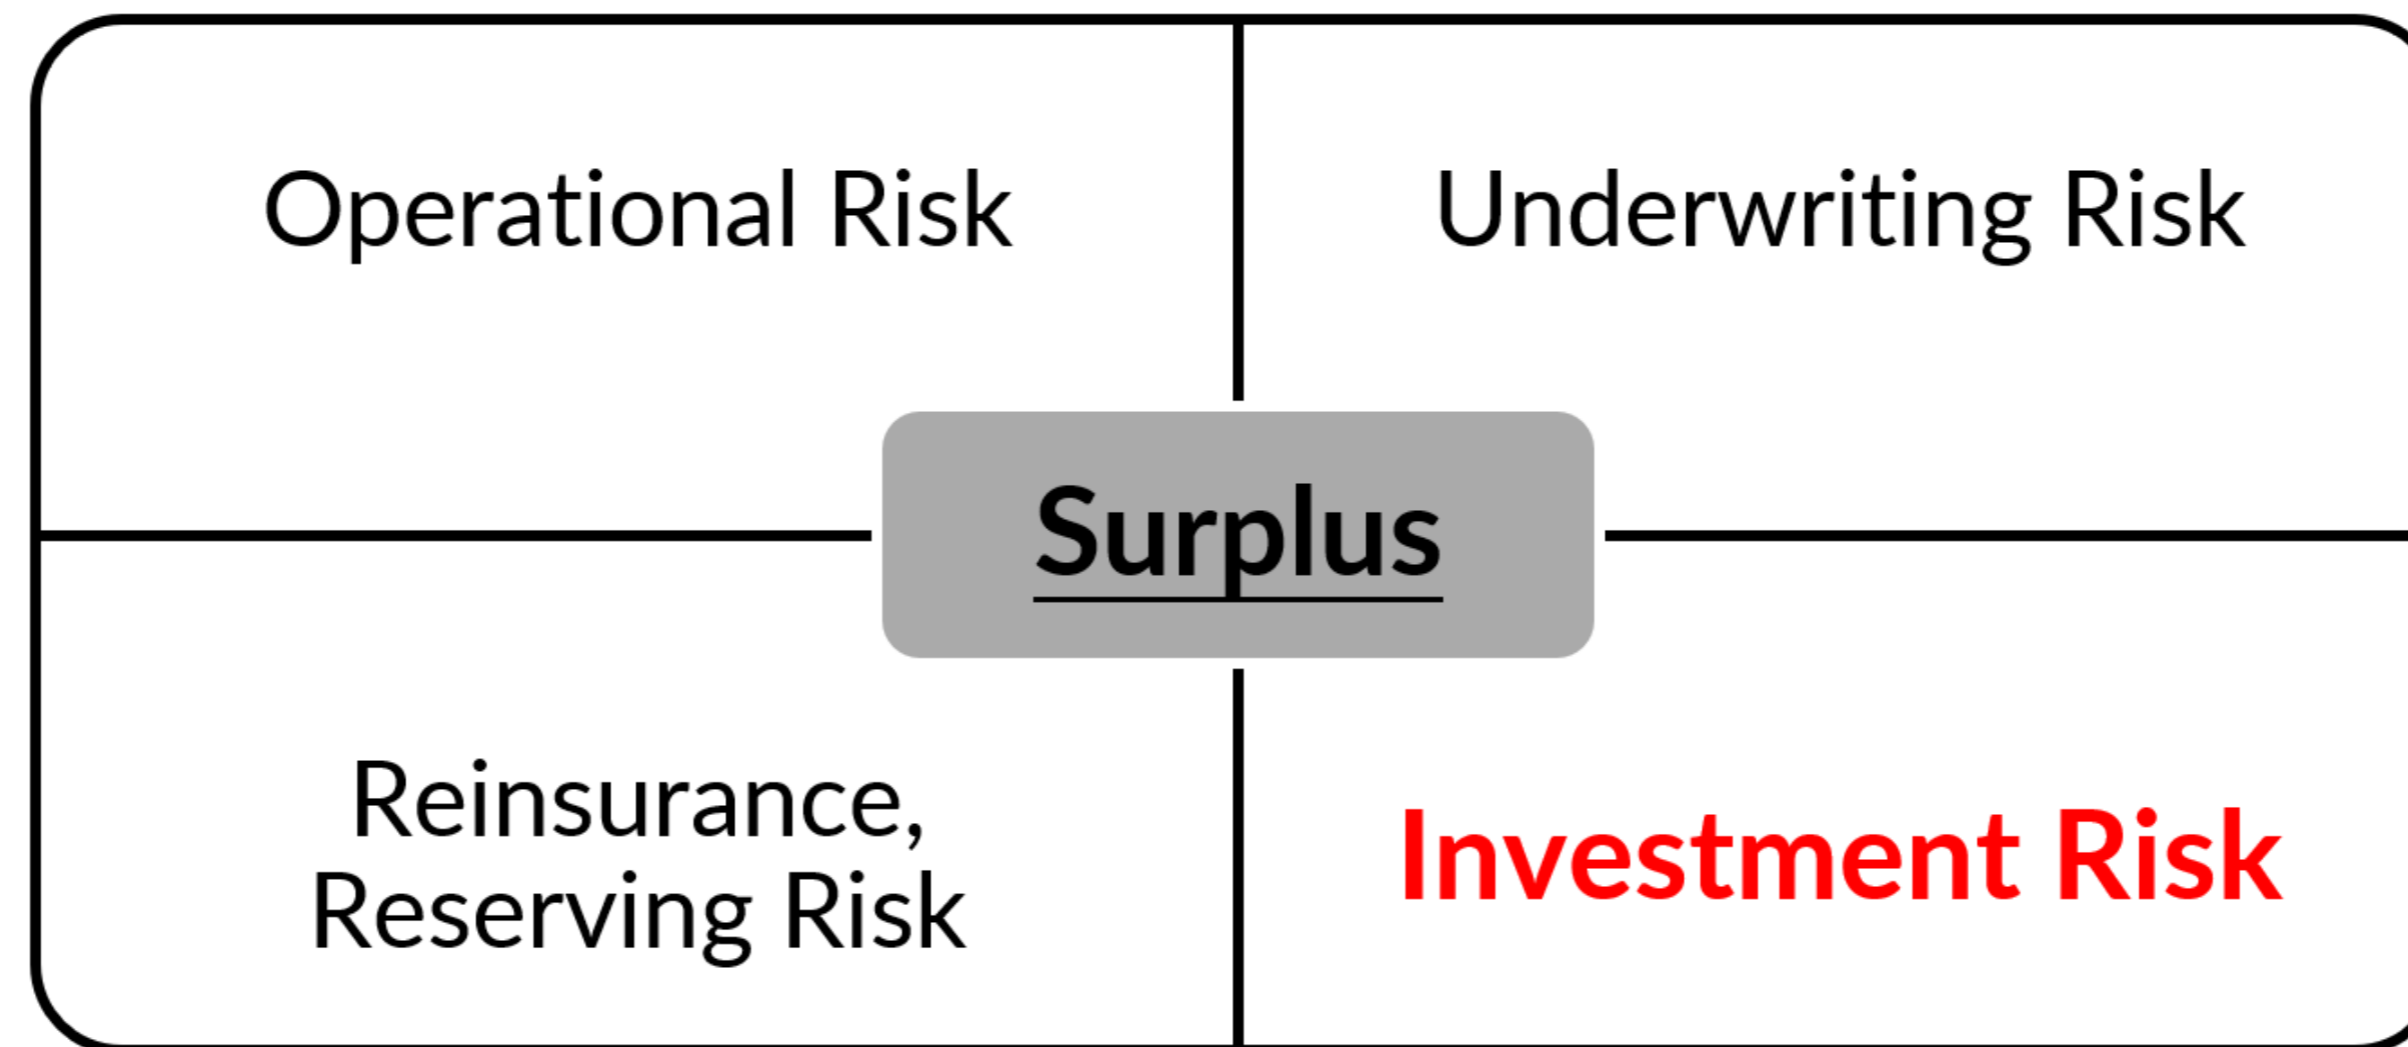 Operational Risk
Underwriting Risk
Surplus
Reinsurance,
Reserving Risk
Investment Risk